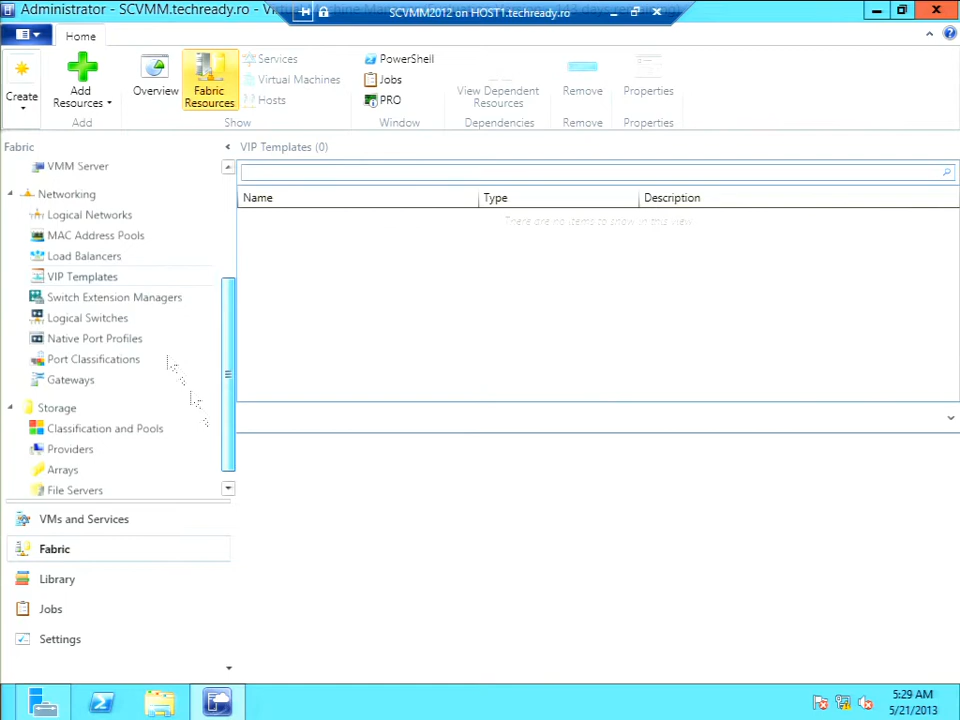 Administrator - SCVMM.techready.ro - Vi
SCVMM2012 on HOST1.techready.ro
Home
Create
Add
Resources
Add
Overview
Fabric
Resources
Services
Virtual Machines
Hosts
Show
PowerShell
Jobs
PRO
Window
View Dependent
Resources
Dependencies
Remove
Remove
Properties
Properties
Fabric
VIP Templates (0)
VMM Server
Networking
Logical Networks
MAC Address Pools
Load Balancers
VIP Templates
Switch Extension Managers
Logical Switches
Native Port Profiles
Port Classifications
Gateways
Storage
Classification and Pools
Providers
Arrays
File Servers
Name
Type
Description
There are no items to show in this view.
VMs and Services
Fabric
Library
Jobs
Settings
5:29 AM
5/21/2013